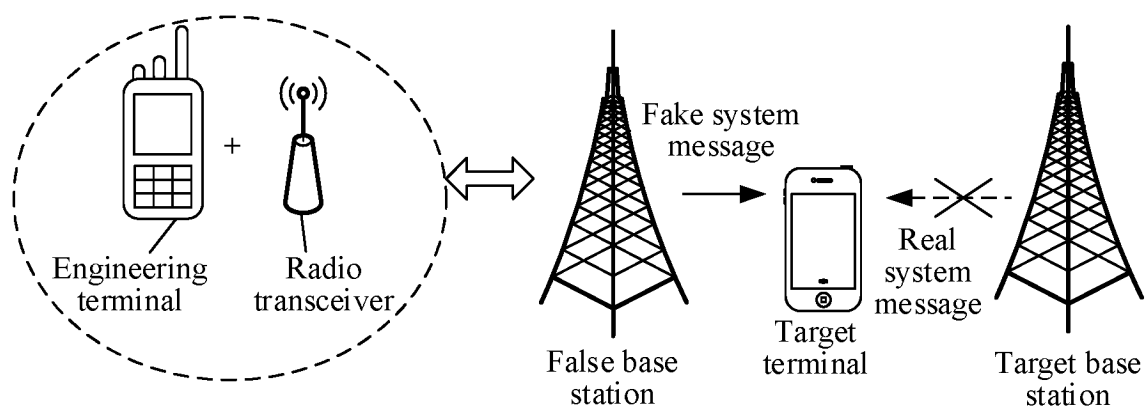 +
Engineering
terminal
Radio
transceiver
False base
station
Fake system
message
Target
terminal
Real
system
message
Target base
station